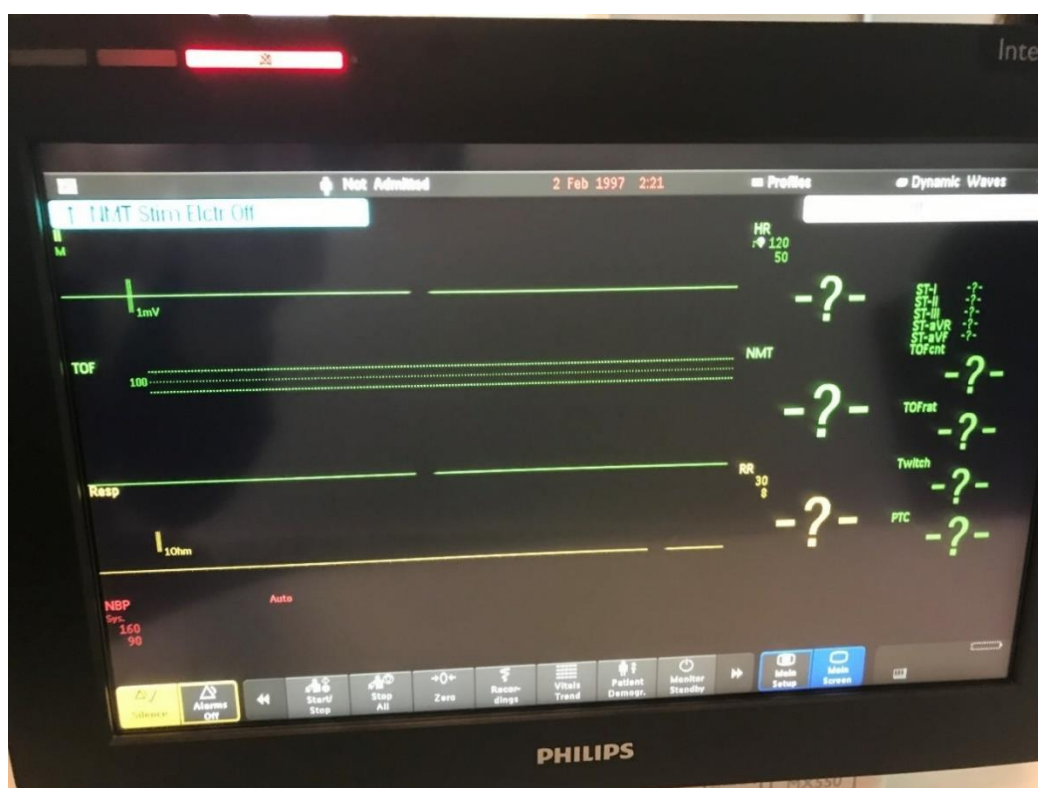 Inte
Not Admitted 2 Feb 1997 2:21 Profiles Dynamic Waves
NMT Stim Elctr Off
II
M
HR
120
50
-?-
1mV
ST-I -?-
ST-II -?-
ST-III -?-
ST-aVR -?-
ST-aVF -?-
TOFcnt
-?-
TOF
100
NMT
-?-
TOFrat
-?-
Twitch
-?-
PTC
-?-
Resp
RR
30
8
-?-
1Ohm
NBP
Auto
Sys.
160
90
Silence
Alarms Off
Start/ Stop
Stop All
Zero
Recor- dings
Vitals Trend
Patient Demogr.
Monitor Standby
Main Setup
Main Screen
PHILIPS
MX550